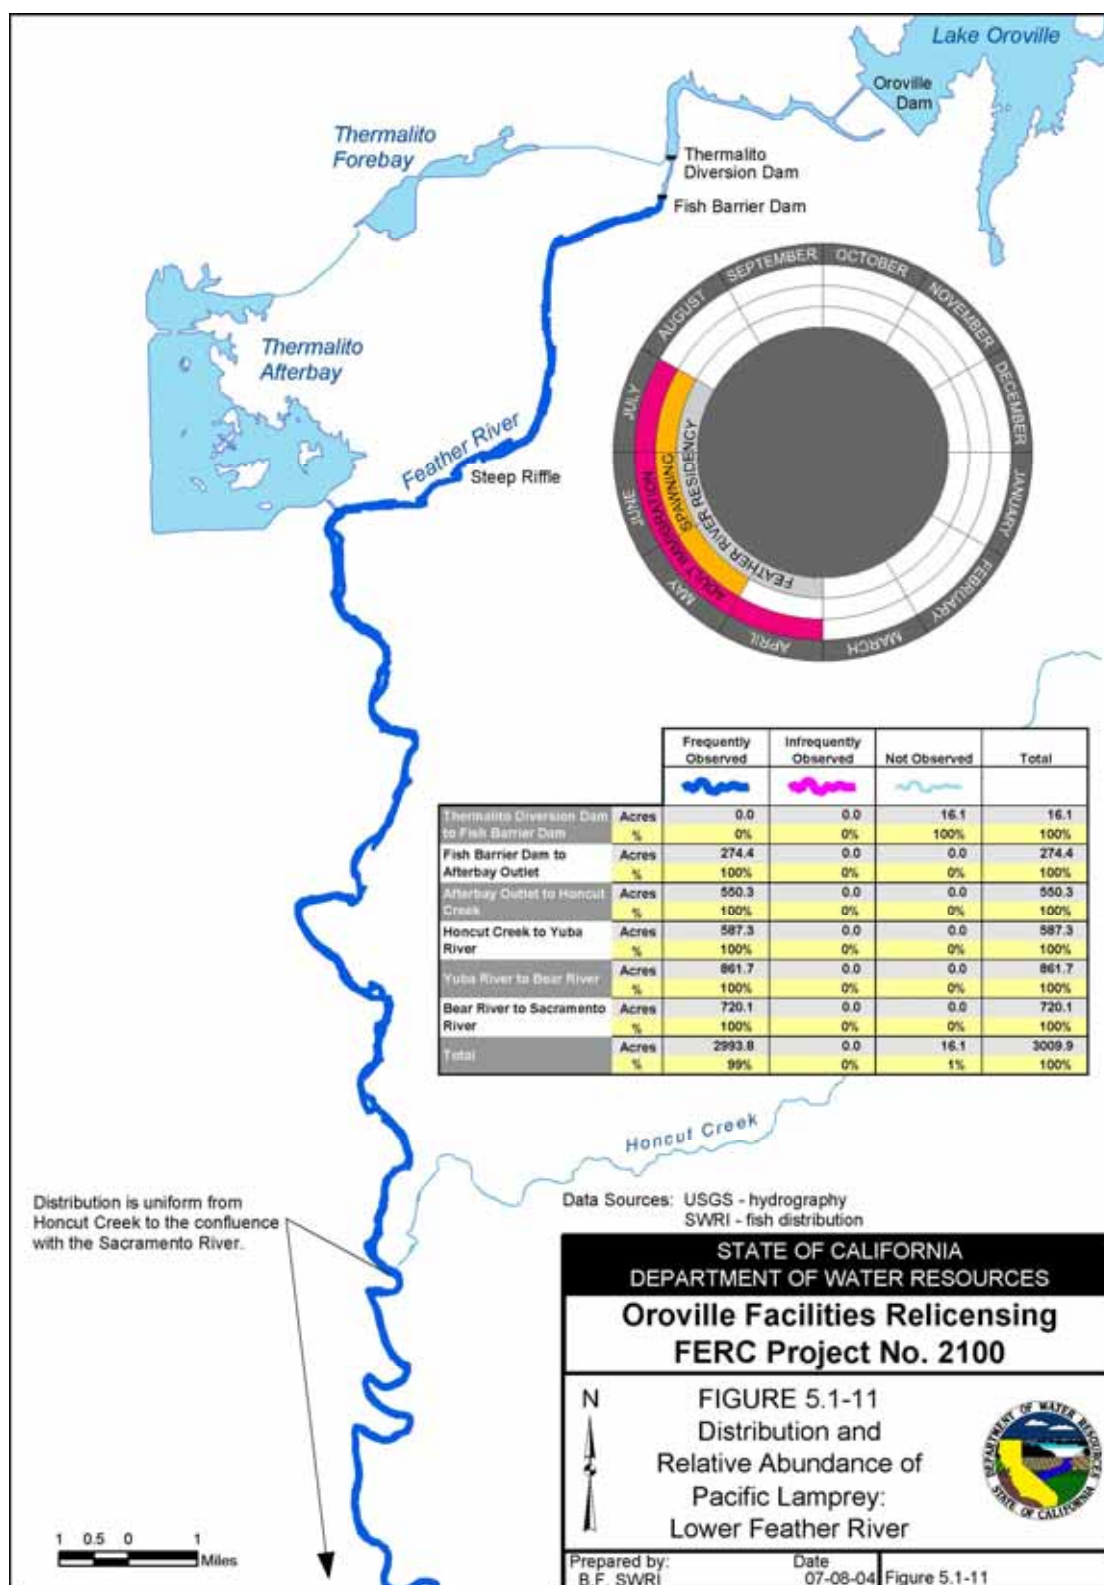 Lake Oroville
Oroville
Dam
Thermalito
Forebay
Thermalito
Diversion Dam
Fish Barrier Dam
Thermalito
Afterbay
Feather River
Steep Riffle
SEPTEMBER
OCTOBER
NOVEMBER
DECEMBER
JANUARY
FEBRUARY
MARCH
APRIL
MAY
JUNE
JULY
AUGUST
ADULT IMMIGRATION
SPAWNING
FEATHER RIVER RESIDENCY
Frequently Observed Infrequently Observed Not Observed Total
Thermalito Diversion Dam to Fish Barrier Dam Acres 0.0 0.0 16.1 16.1
% 0% 0% 100% 100%
Fish Barrier Dam to Afterbay Outlet Acres 274.4 0.0 0.0 274.4
% 100% 0% 0% 100%
Afterbay Outlet to Honcut Creek Acres 550.3 0.0 0.0 550.3
% 100% 0% 0% 100%
Honcut Creek to Yuba River Acres 587.3 0.0 0.0 587.3
% 100% 0% 0% 100%
Yuba River to Bear River Acres 861.7 0.0 0.0 861.7
% 100% 0% 0% 100%
Bear River to Sacramento River Acres 720.1 0.0 0.0 720.1
% 100% 0% 0% 100%
Total Acres 2993.8 0.0 16.1 3009.9
% 99% 0% 1% 100%
Honcut Creek
Distribution is uniform from
Honcut Creek to the confluence
with the Sacramento River.
Data Sources: USGS - hydrography
SWRI - fish distribution
STATE OF CALIFORNIA
DEPARTMENT OF WATER RESOURCES
Oroville Facilities Relicensing
FERC Project No. 2100
N
FIGURE 5.1-11
Distribution and
Relative Abundance of
Pacific Lamprey:
Lower Feather River
DEPARTMENT OF WATER RESOURCES
STATE OF CALIFORNIA
1 0.5 0 1
Miles
Prepared by: Date
B.F. SWRI 07-08-04 Figure 5.1-11